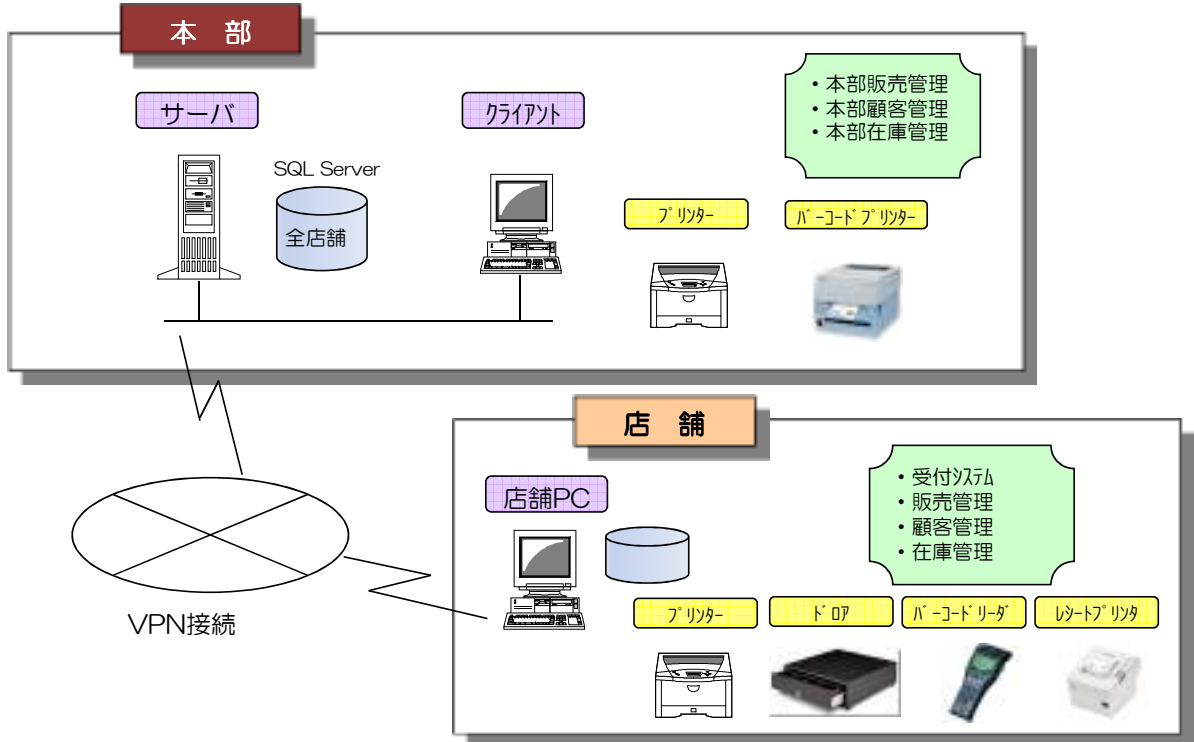 本 部
サーバ
クライアント
・本部販売管理
・本部顧客管理
・本部在庫管理
SQL Server
全店舗
プリンター
バーコードプリンター
店 舗
店舗PC
・受付システム
・販売管理
・顧客管理
・在庫管理
VPN接続
プリンター
ドロア
バーコードリーダ
レシートプリンタ